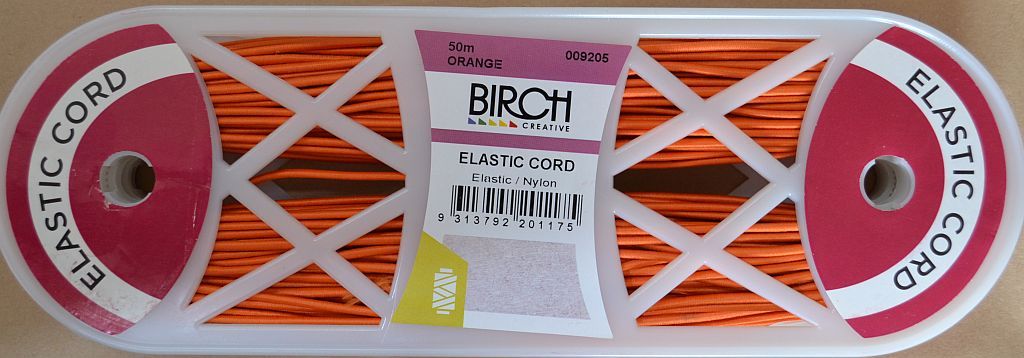 ELASTIC CORD
50m
ORANGE
009205
BIRCH
CREATIVE
ELASTIC CORD
Elastic / Nylon
9 313792 201175
ELASTIC CORD